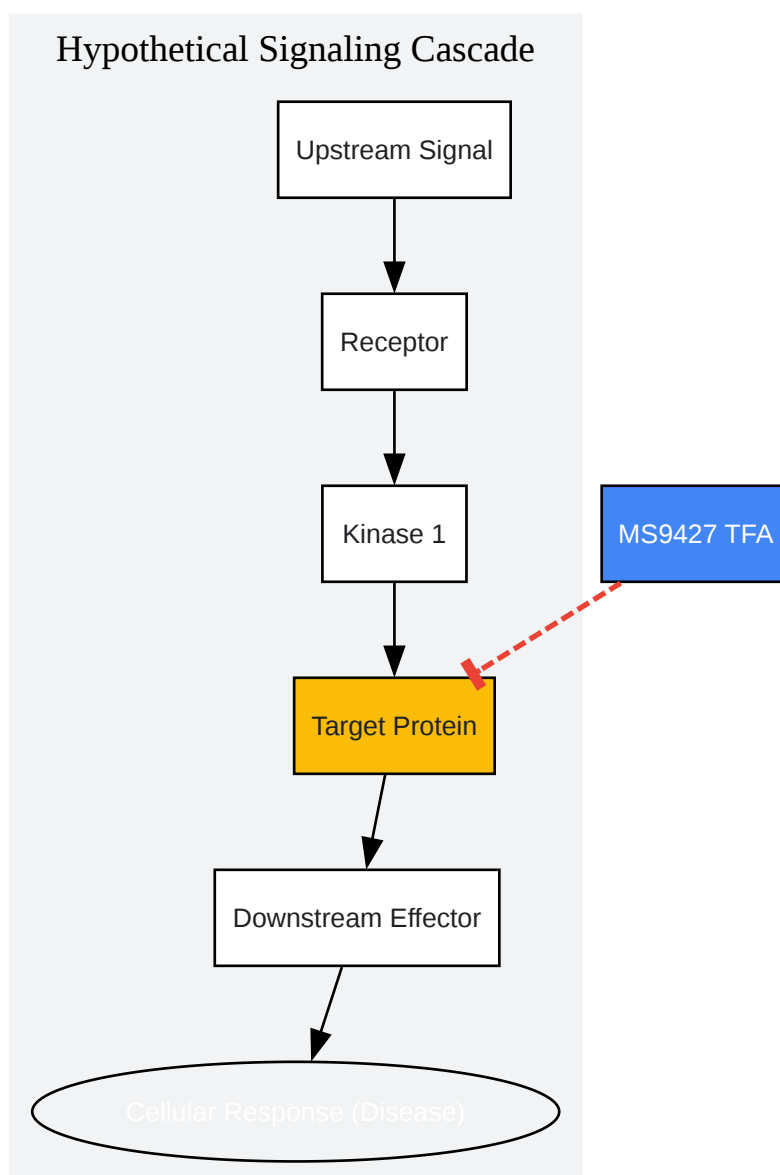 Hypothetical Signaling Cascade
Upstream Signal
Receptor
Kinase 1
MS9427 TFA
Target Protein
Downstream Effector
Cellular Response (Disease)